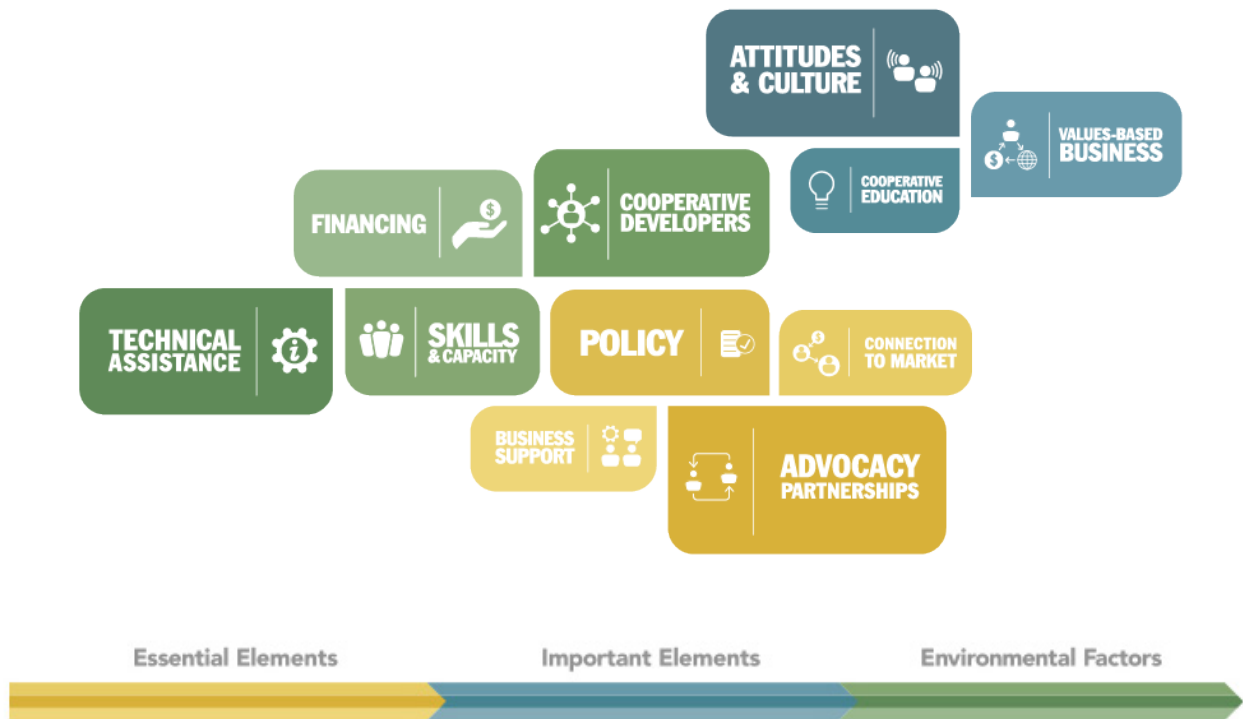 ATTITUDES
& CULTURE
VALUES-BASED
BUSINESS
COOPERATIVE
EDUCATION
FINANCING
$
COOPERATIVE
DEVELOPERS
TECHNICAL
ASSISTANCE
i
SKILLS
& CAPACITY
POLICY
$
CONNECTION
TO MARKET
$
BUSINESS
SUPPORT
ADVOCACY
PARTNERSHIPS
Essential Elements
Important Elements
Environmental Factors